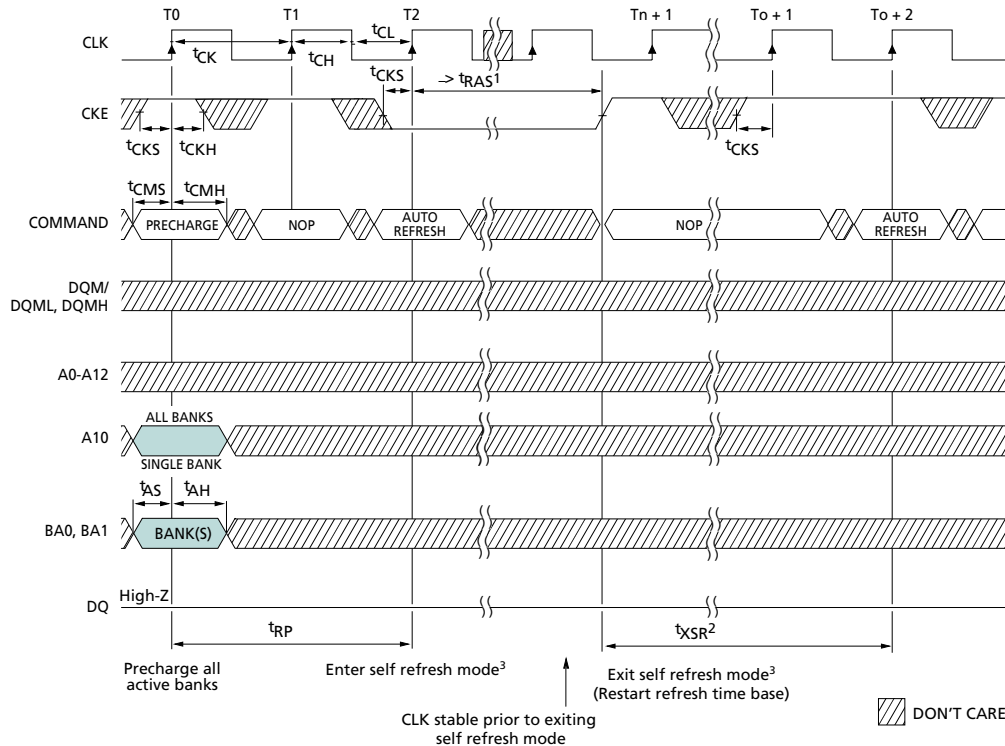 T0 T1 T2 Tn + 1 To + 1 To + 2
CLK
tCK tCH tCL
tCKS –> tRAS¹
CKE
tCKS tCKH tCKS
tCMS tCMH
COMMAND PRECHARGE NOP AUTO REFRESH NOP AUTO REFRESH
DQM/
DQML, DQMH
A0-A12
ALL BANKS
A10
SINGLE BANK
tAS tAH
BA0, BA1 BANK(S)
High-Z
DQ
tRP tXSR²
Precharge all
active banks
Enter self refresh mode³
Exit self refresh mode³
(Restart refresh time base)
CLK stable prior to exiting
self refresh mode
DON'T CARE